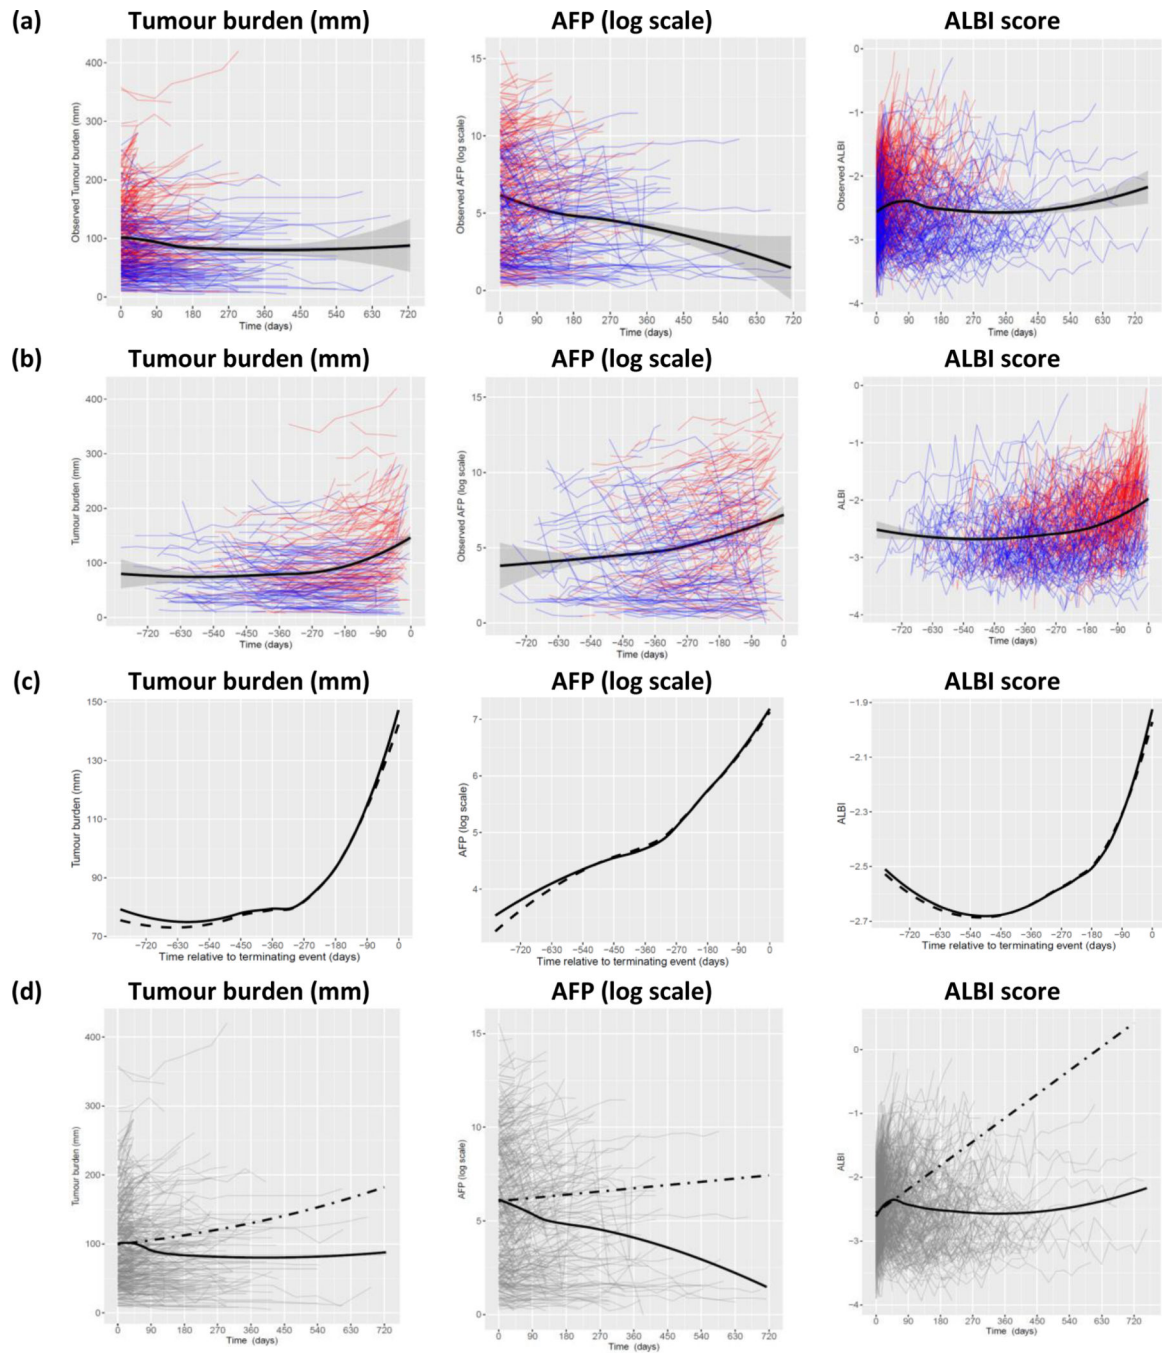 (a)
Tumour burden (mm)
AFP (log scale)
ALBI score
Observed Tumour burden (mm)
400
300
200
100
0
0 90 180 270 360 450 540 630 720
Time (days)
Observed AFP (log scale)
15
10
5
0
0 90 180 270 360 450 540 630 720
Time (days)
Observed ALBI
0
−1
−2
−3
−4
0 90 180 270 360 450 540 630 720
Time (days)
(b)
Tumour burden (mm)
AFP (log scale)
ALBI score
Tumour burden (mm)
400
300
200
100
0
−720 −630 −540 −450 −360 −270 −180 −90 0
Time (days)
Observed AFP (log scale)
15
10
5
0
−720 −630 −540 −450 −360 −270 −180 −90 0
Time (days)
ALBI
0
−1
−2
−3
−4
−720 −630 −540 −450 −360 −270 −180 −90 0
Time (days)
(c)
Tumour burden (mm)
AFP (log scale)
ALBI score
Tumour burden (mm)
150
130
110
90
70
−720 −630 −540 −450 −360 −270 −180 −90 0
Time relative to terminating event (days)
AFP (log scale)
7
6
5
4
−720 −630 −540 −450 −360 −270 −180 −90 0
Time relative to terminating event (days)
ALBI
−1.9
−2.1
−2.3
−2.5
−2.7
−720 −630 −540 −450 −360 −270 −180 −90 0
Time relative to terminating event (days)
(d)
Tumour burden (mm)
AFP (log scale)
ALBI score
Tumour burden (mm)
400
300
200
100
0
0 90 180 270 360 450 540 630 720
Time (days)
AFP (log scale)
15
10
5
0
0 90 180 270 360 450 540 630 720
Time (days)
ALBI
0
−1
−2
−3
−4
0 90 180 270 360 450 540 630 720
Time (days)